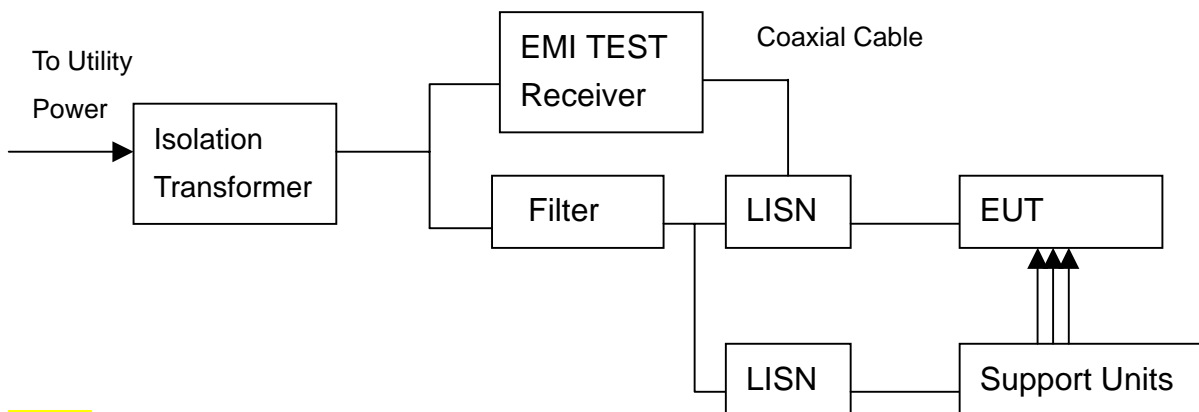 To Utility
Power
Isolation
Transformer
EMI TEST
Receiver
Coaxial Cable
Filter
LISN
EUT
LISN
Support Units